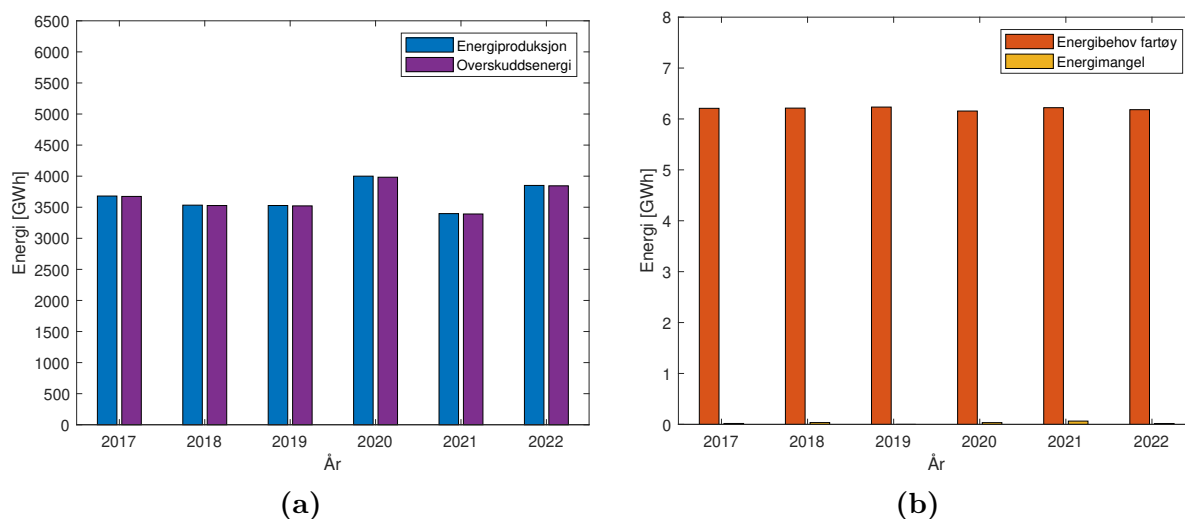 6500
6000
5500
5000
4500
4000
3500
3000
2500
2000
1500
1000
500
0
Energi [GWh]
Energiproduksjon
Overskuddsenergi
2017 2018 2019 2020 2021 2022
År
(a)
8
7
6
5
4
3
2
1
0
Energi [GWh]
Energibehov fartøy
Energimangel
2017 2018 2019 2020 2021 2022
År
(b)